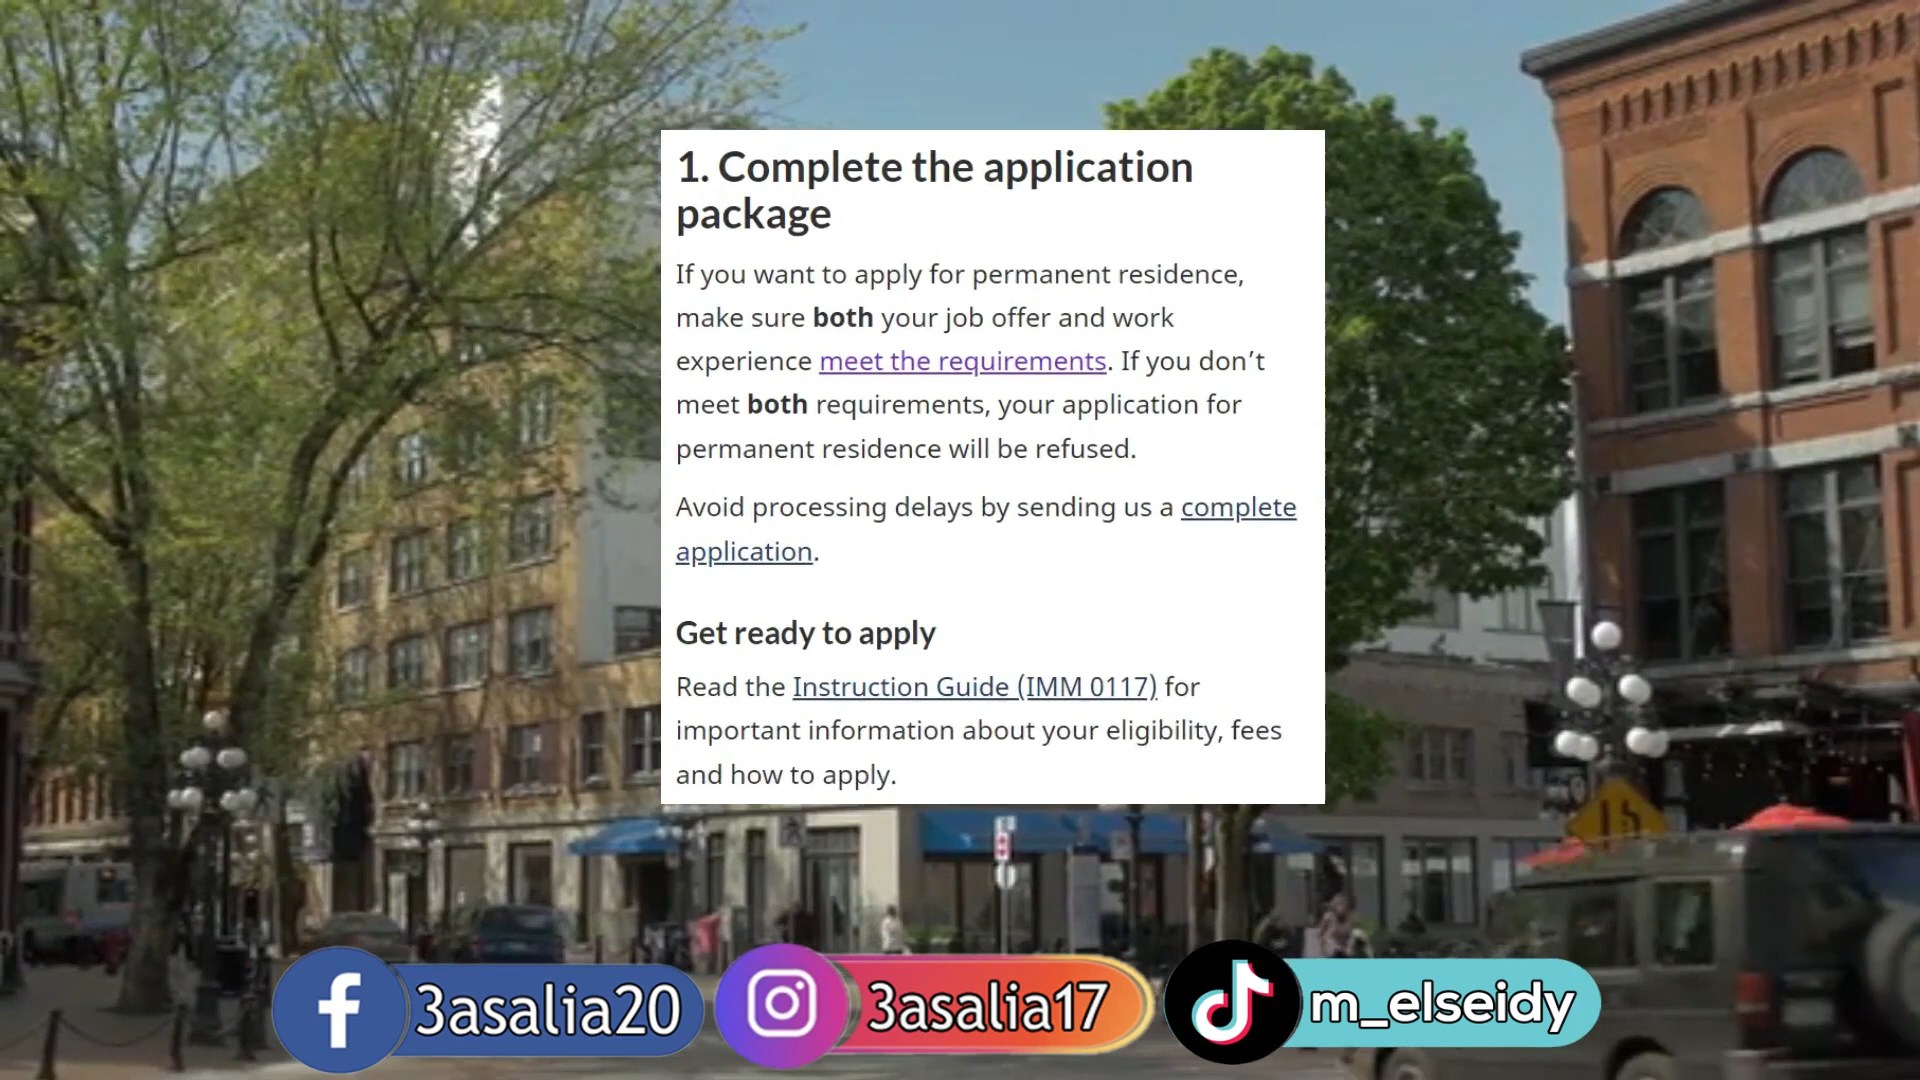 1. Complete the application
package
If you want to apply for permanent residence,
make sure both your job offer and work
experience meet the requirements. If you don’t
meet both requirements, your application for
permanent residence will be refused.
Avoid processing delays by sending us a complete
application.
Get ready to apply
Read the Instruction Guide (IMM 0117) for
important information about your eligibility, fees
and how to apply.
3asalia20
3asalia17
m_elseidy